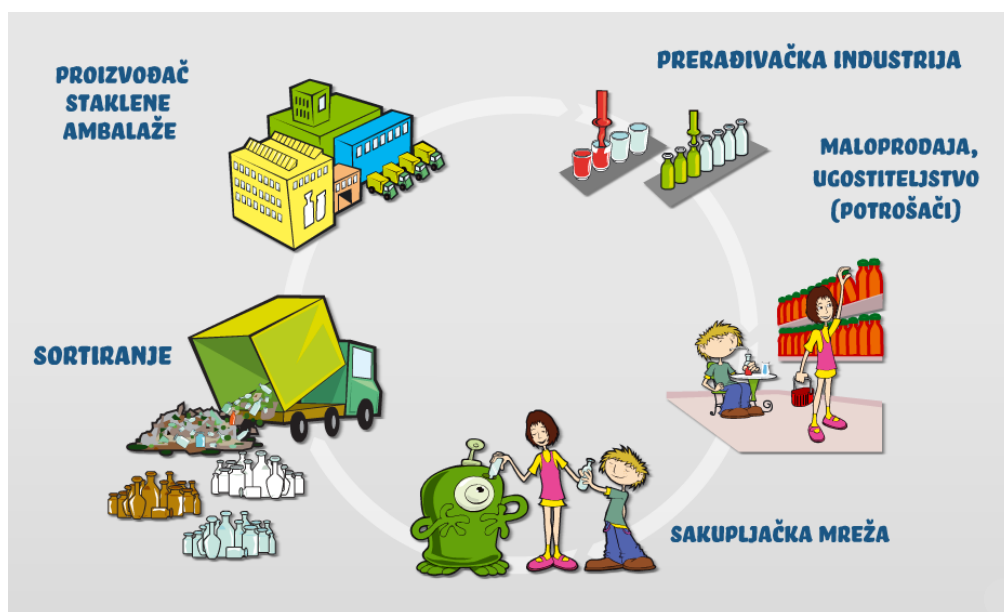 PROIZVOĐAČ
STAKLENE
AMBALAŽE
PRERAĐIVAČKA INDUSTRIJA
MALOPRODAJA,
UGOSTITELJSTVO
(POTROŠAČI)
SORTIRANJE
SAKUPLJAČKA MREŽA